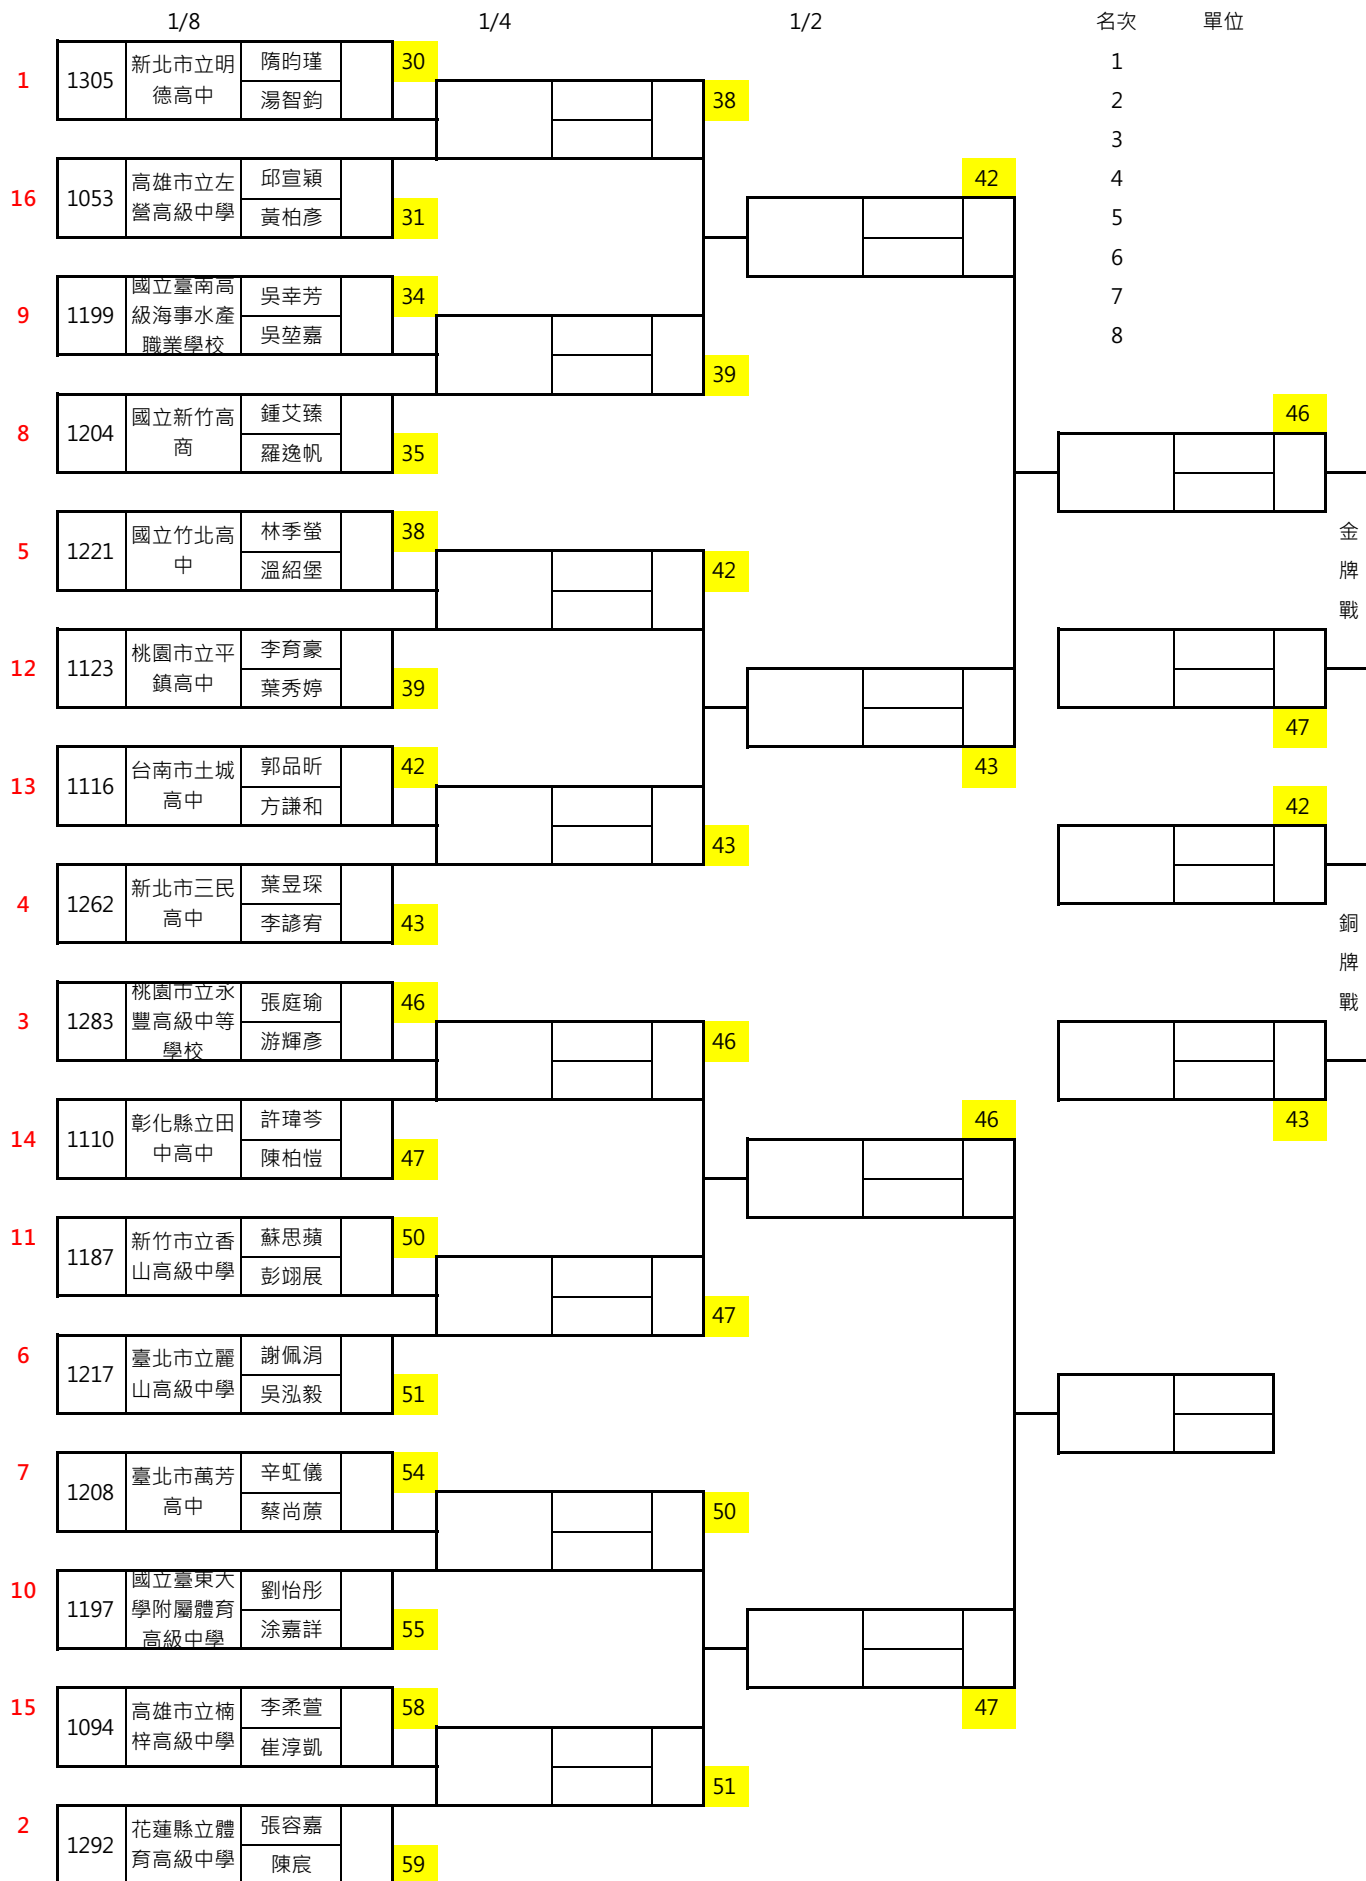 1/8 1/4 1/2 名次 單位
1
2
3
4
5
6
7
8
1 1305 新北市立明
德高中 隋昀瑾
湯智鈞 30
16 1053 高雄市立左
營高級中學 邱宣穎
黃柏彥 31
9 1199 國立臺南高
級海事水產
職業學校 吳幸芳
吳堃嘉 34
8 1204 國立新竹高
商 鍾艾臻
羅逸帆 35
5 1221 國立竹北高
中 林季螢
溫紹堡 38
12 1123 桃園市立平
鎮高中 李育豪
葉秀婷 39
13 1116 台南市土城
高中 郭品昕
方謙和 42
4 1262 新北市三民
高中 葉昱琛
李諺宥 43
3 1283 桃園市立永
豐高級中等
學校 張庭瑜
游輝彥 46
14 1110 彰化縣立田
中高中 許瑋芩
陳柏愷 47
11 1187 新竹市立香
山高級中學 蘇思蘋
彭翊展 50
6 1217 臺北市立麗
山高級中學 謝佩涓
吳泓毅 51
7 1208 臺北市萬芳
高中 辛虹儀
蔡尚蒝 54
10 1197 國立臺東大
學附屬體育
高級中學 劉怡彤
涂嘉詳 55
15 1094 高雄市立楠
梓高級中學 李柔萱
崔淳凱 58
2 1292 花蓮縣立體
育高級中學 張容嘉
陳宸 59
38
39
42
43
46
47
50
51
42
43
46
47
46
金
牌
戰
47
42
銅
牌
戰
43